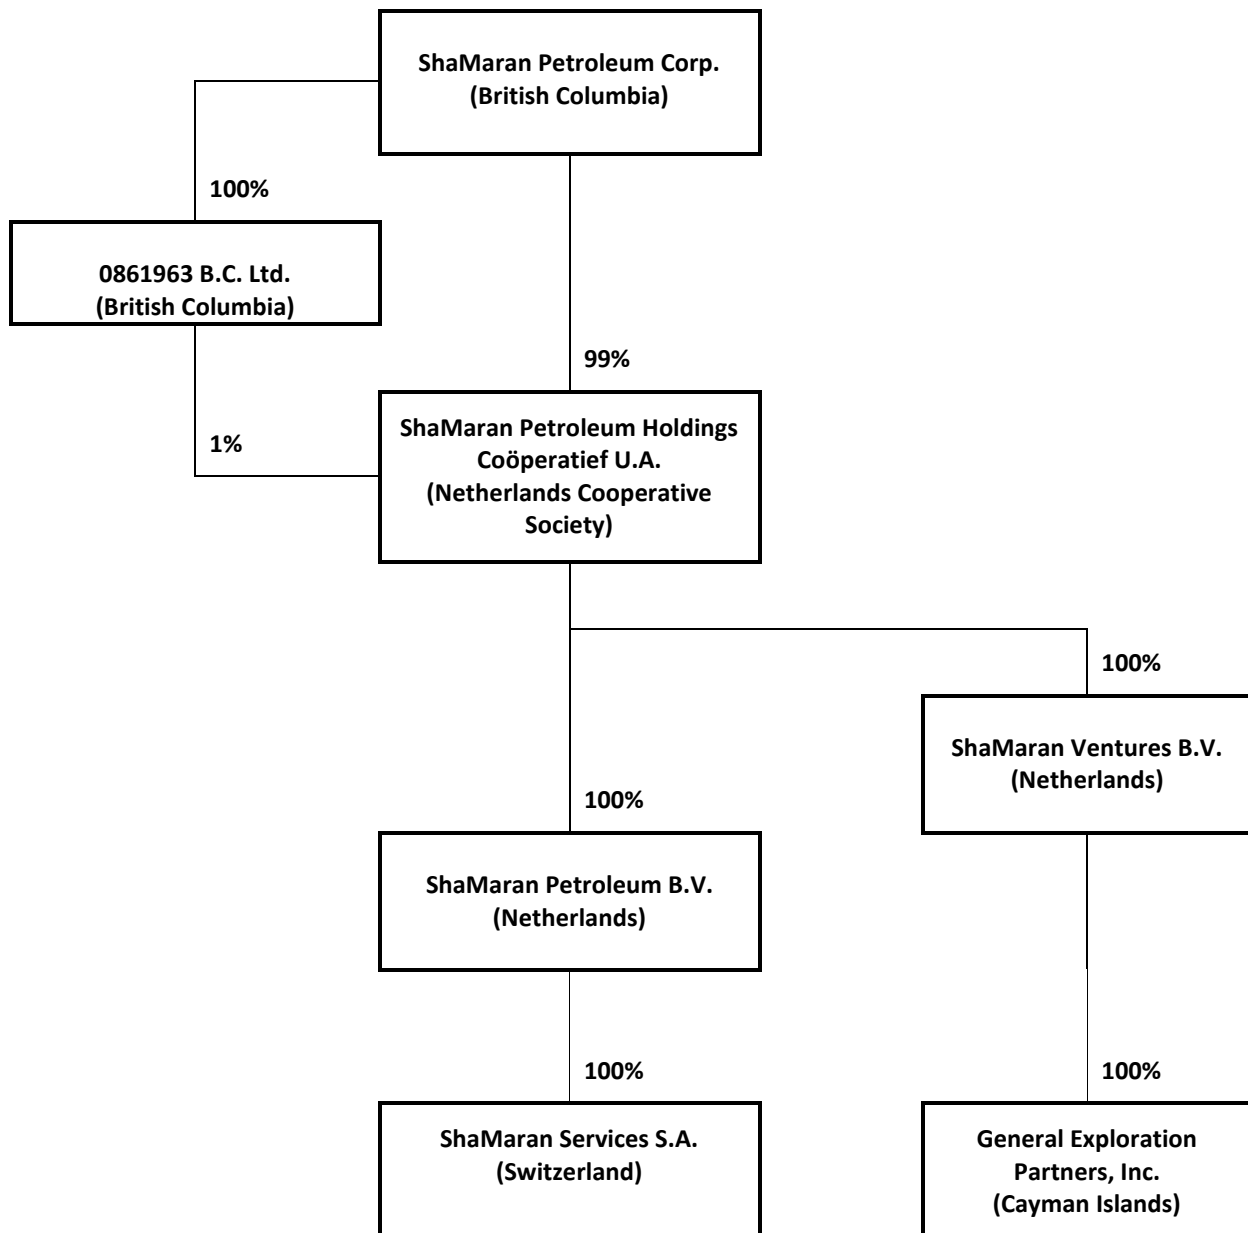 ShaMaran Petroleum Corp.
(British Columbia)
100%
0861963 B.C. Ltd.
(British Columbia)
99%
1%
ShaMaran Petroleum Holdings
Coöperatief U.A.
(Netherlands Cooperative
Society)
100%
ShaMaran Ventures B.V.
(Netherlands)
100%
ShaMaran Petroleum B.V.
(Netherlands)
100%
100%
ShaMaran Services S.A.
(Switzerland)
General Exploration
Partners, Inc.
(Cayman Islands)